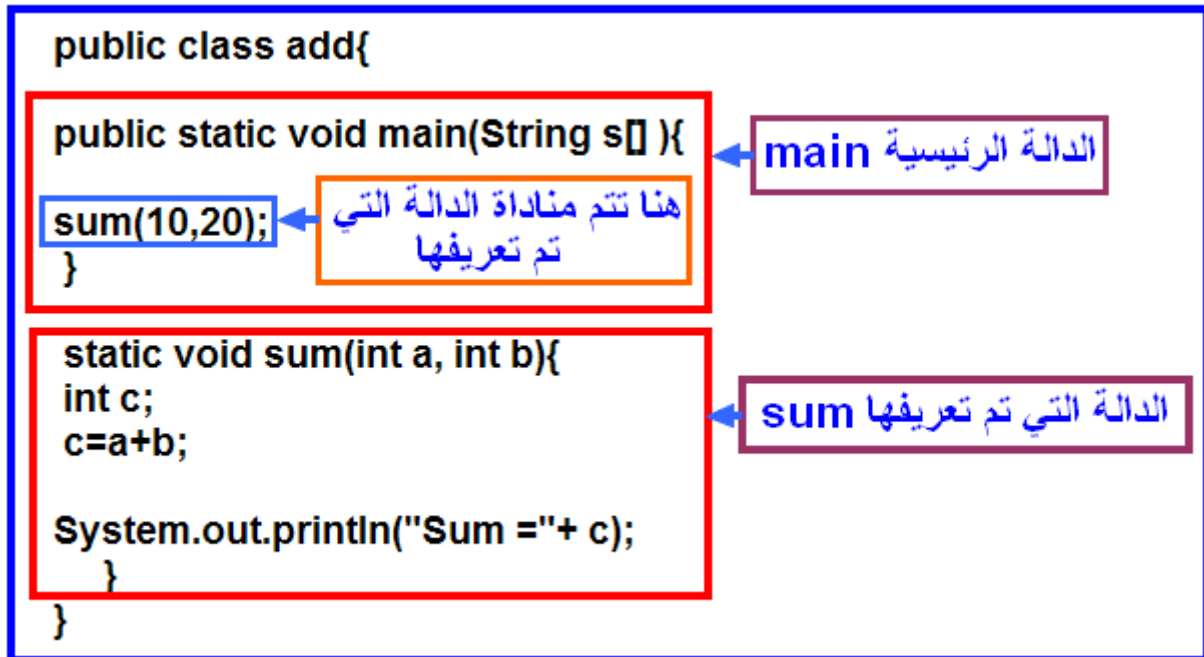 public class add{
public static void main(String s[] ){
الدالة الرئيسية main
sum(10,20);
هنا تتم مناداة الدالة التي
تم تعريفها
}
static void sum(int a, int b){
int c;
الدالة التي تم تعريفها sum
c=a+b;
System.out.println("Sum ="+ c);
}
}